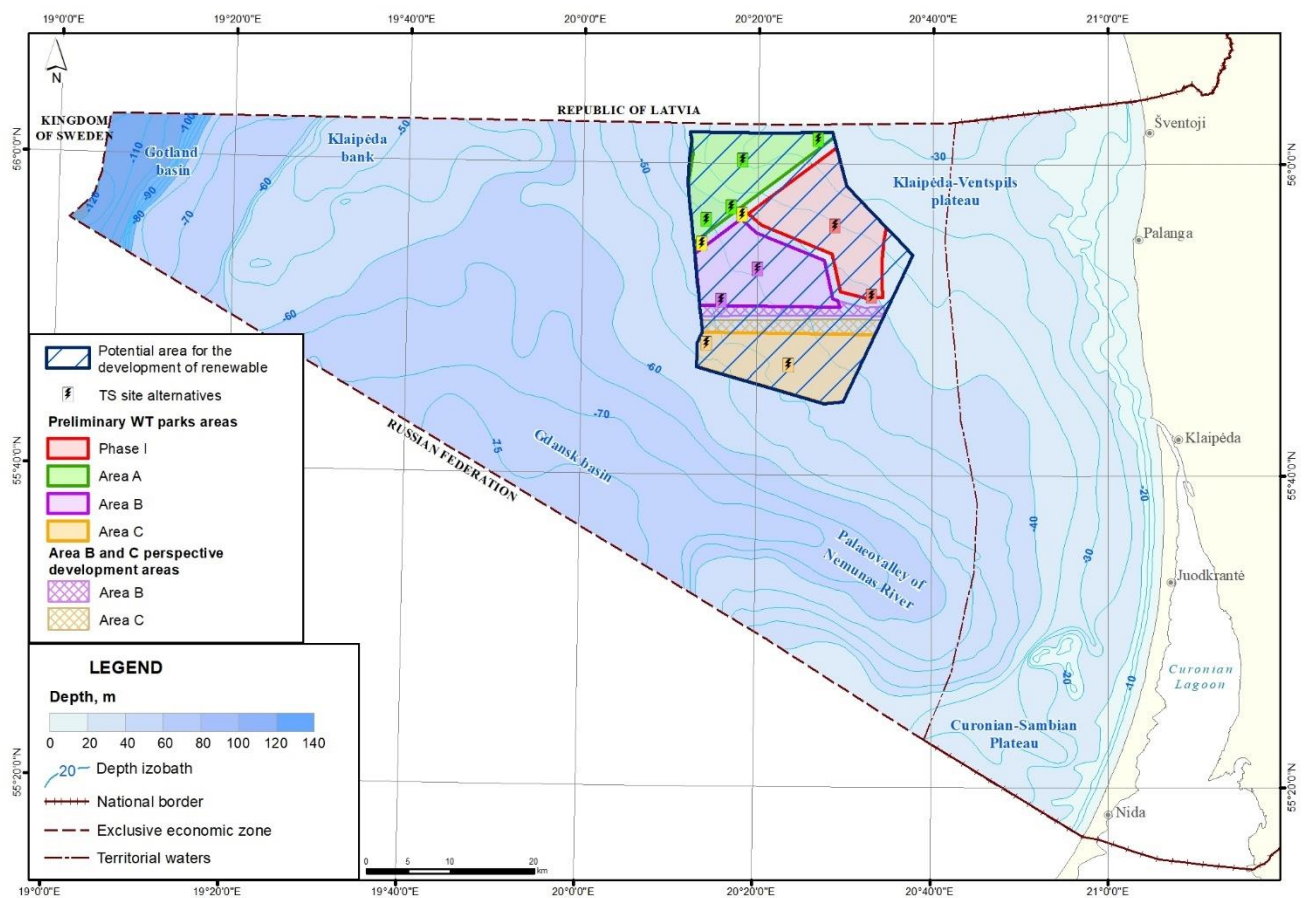 19°0'0"E 19°20'0"E 19°40'0"E 20°0'0"E 20°20'0"E 20°40'0"E 21°0'0"E
N
KINGDOM
OF SWEDEN
REPUBLIC OF LATVIA
56°0'0"N
56°0'0"N
Gotland
basin
-100
-110
-90
-120
-80
-70
-60
Klaipėda
bank
-50
-50
-30
Klaipėda-Ventspils
plateau
Šventoji
Palanga
-60
-60
-70
-75
Gdansk basin
RUSSIAN FEDERATION
55°40'0"N
55°40'0"N
Klaipėda
-20
-40
-30
Palaeovalley of
Nemunas River
Juodkrantė
-20
-10
Curonian
Lagoon
Curonian-Sambian
Plateau
Nida
55°20'0"N
55°20'0"N
Potential area for the
development of renewable
TS site alternatives
Preliminary WT parks areas
Phase I
Area A
Area B
Area C
Area B and C perspective
development areas
Area B
Area C
LEGEND
Depth, m
0 20 40 60 80 100 120 140
20 Depth izobath
National border
Exclusive economic zone
Territorial waters
0 5 10 20
km
19°0'0"E 19°20'0"E 19°40'0"E 20°0'0"E 20°20'0"E 20°40'0"E 21°0'0"E